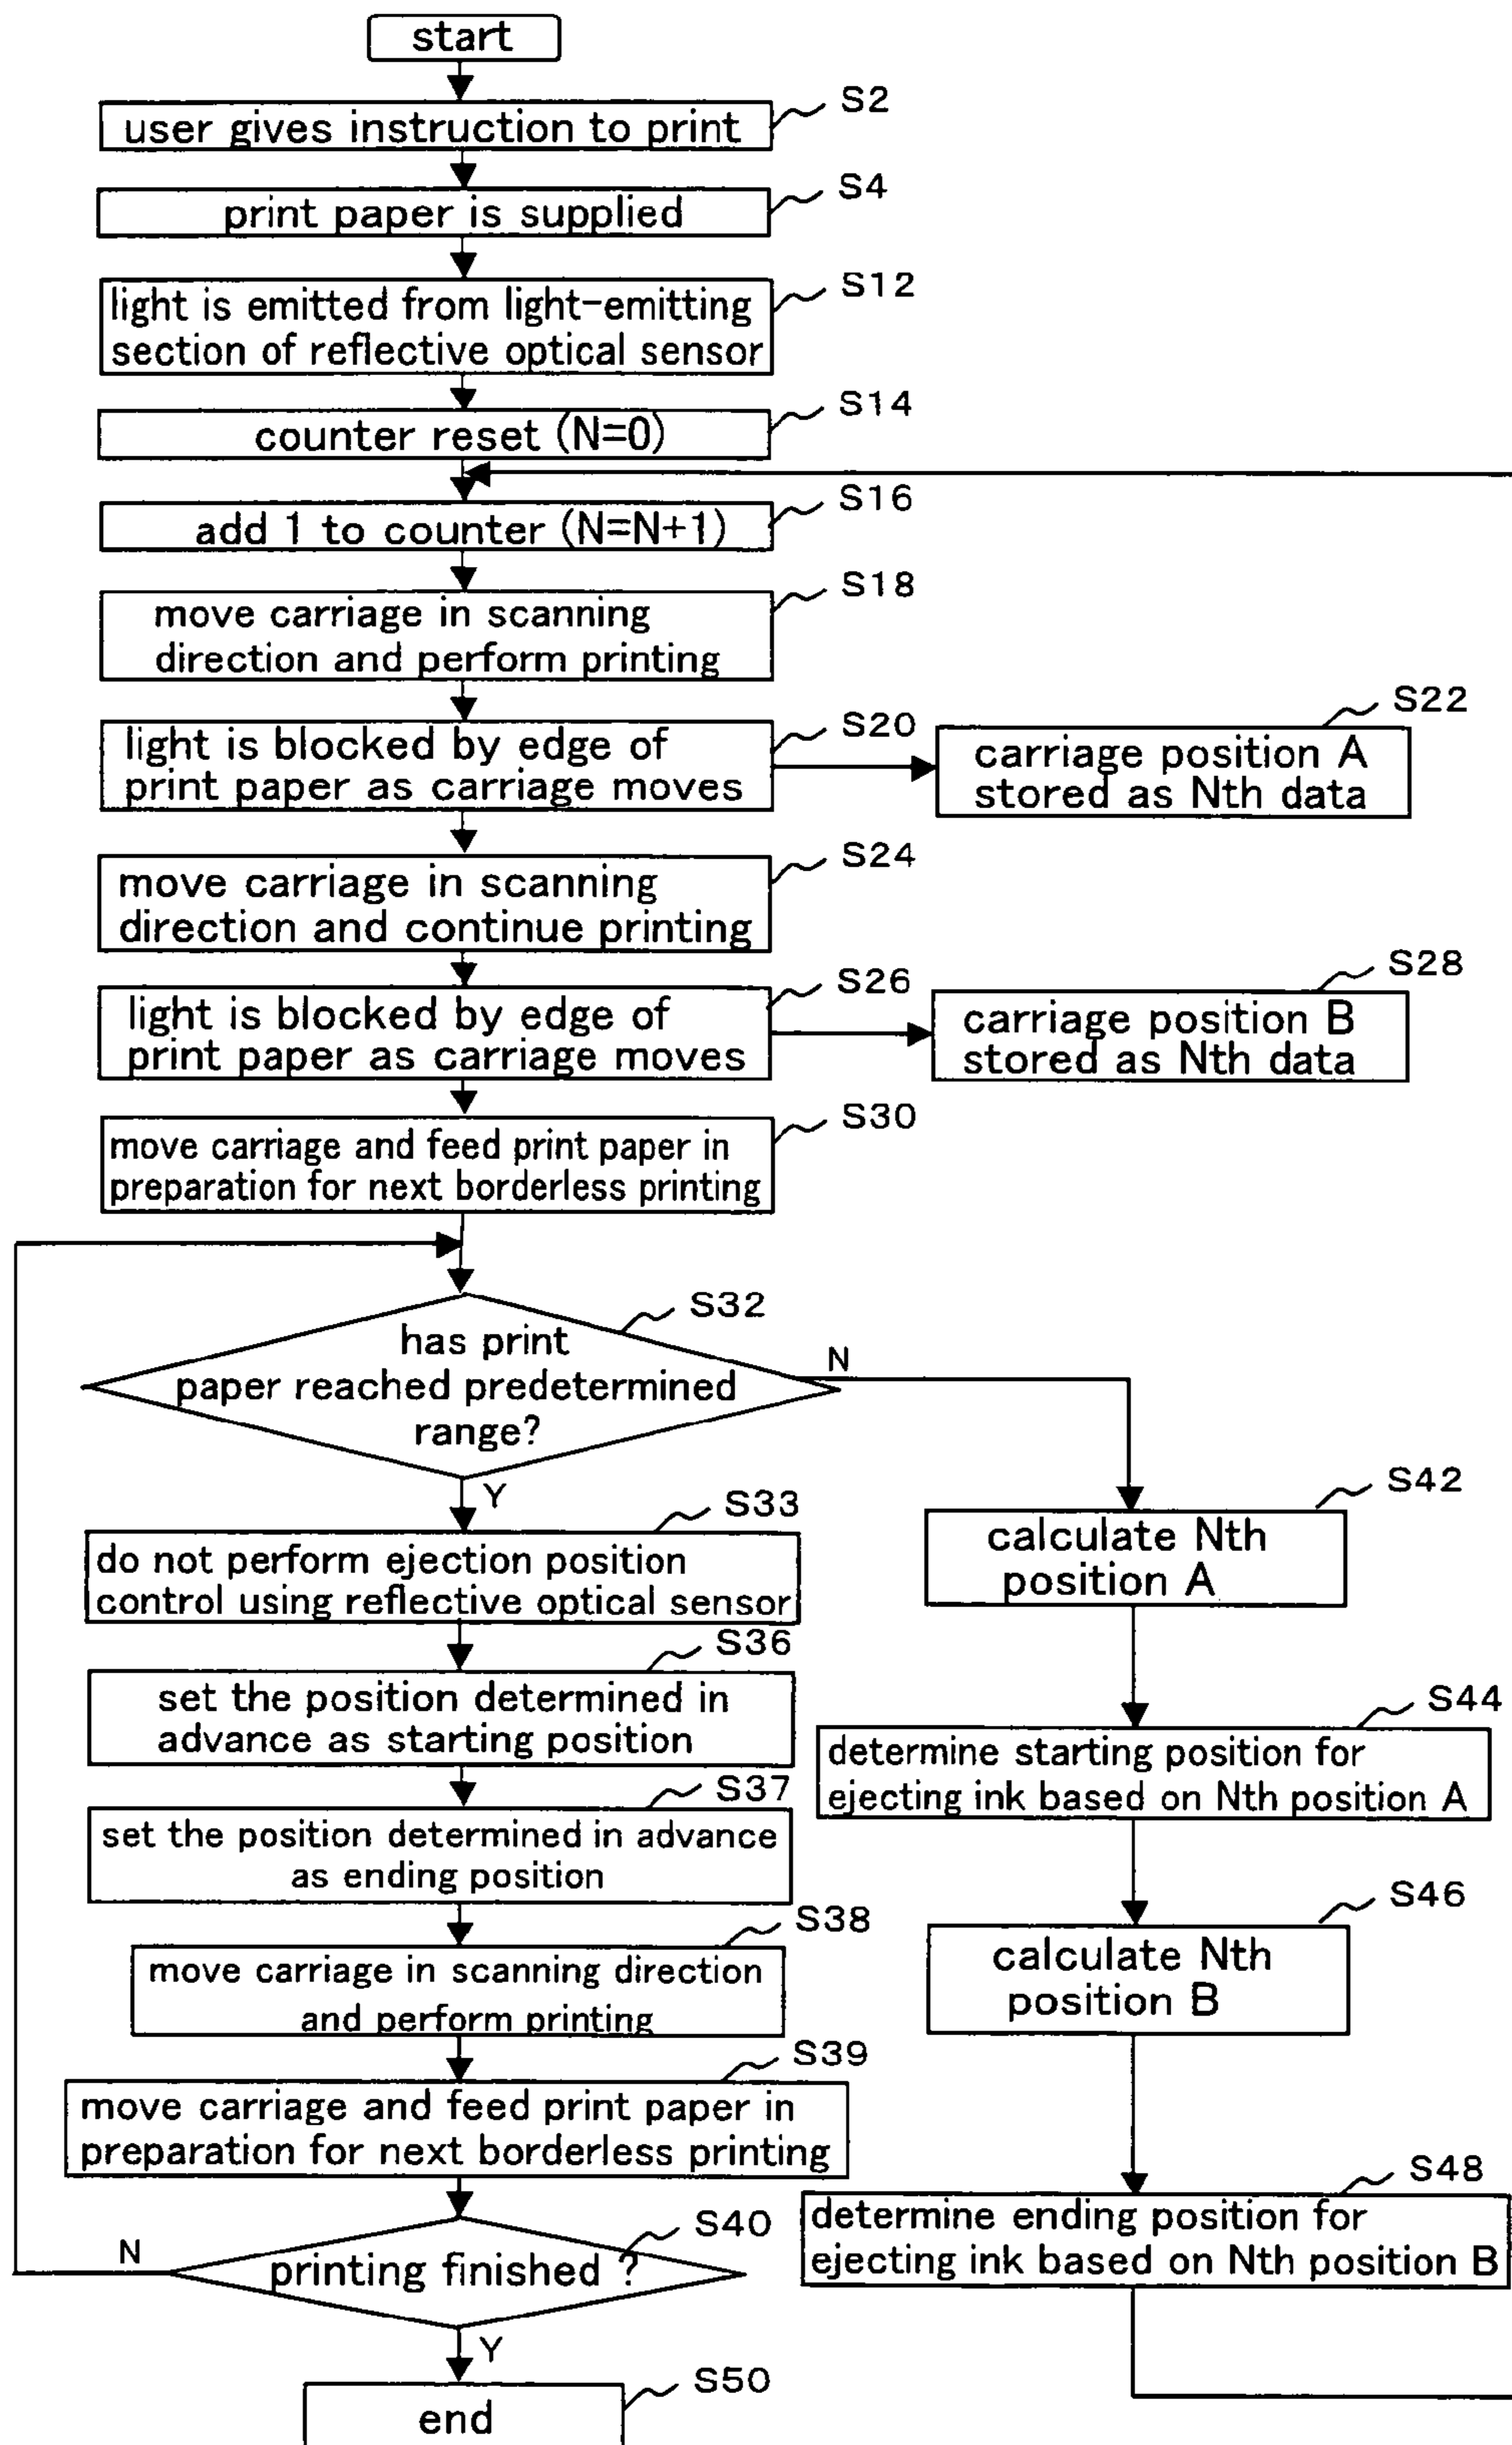 start
S2
user gives instruction to print
S4
print paper is supplied
S12
light is emitted from light-emitting
section of reflective optical sensor
S14
counter reset (N=0)
S16
add 1 to counter (N=N+1)
S18
move carriage in scanning
direction and perform printing
S20
light is blocked by edge of
print paper as carriage moves
S22
carriage position A
stored as Nth data
S24
move carriage in scanning
direction and continue printing
S26
light is blocked by edge of
print paper as carriage moves
S28
carriage position B
stored as Nth data
S30
move carriage and feed print paper in
preparation for next borderless printing
S32
has print
paper reached predetermined
range?
N
Y
S33
do not perform ejection position
control using reflective optical sensor
S36
set the position determined in
advance as starting position
S37
set the position determined in advance
as ending position
S38
move carriage in scanning direction
and perform printing
S39
move carriage and feed print paper in
preparation for next borderless printing
S40
printing finished ?
N
Y
S50
end
S42
calculate Nth
position A
S44
determine starting position for
ejecting ink based on Nth position A
S46
calculate Nth
position B
S48
determine ending position for
ejecting ink based on Nth position B